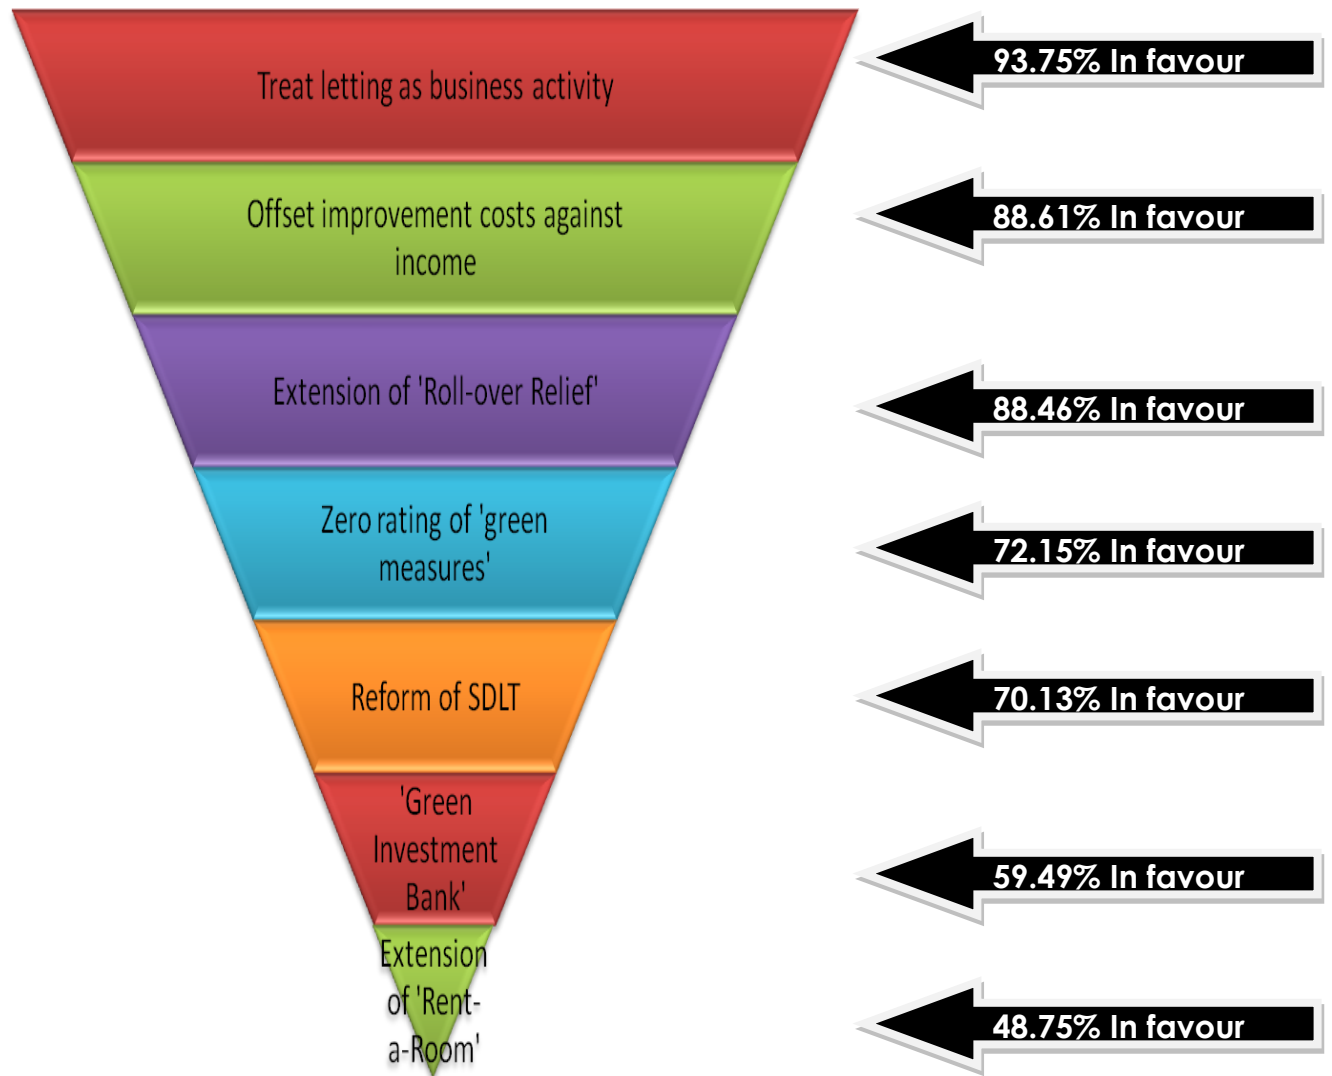 Treat letting as business activity
93.75% In favour
Offset improvement costs against
income
88.61% In favour
Extension of 'Roll-over Relief'
88.46% In favour
Zero rating of 'green
measures'
72.15% In favour
Reform of SDLT
70.13% In favour
'Green
Investment
Bank'
59.49% In favour
Extension
of 'Rent-
a-Room'
48.75% In favour